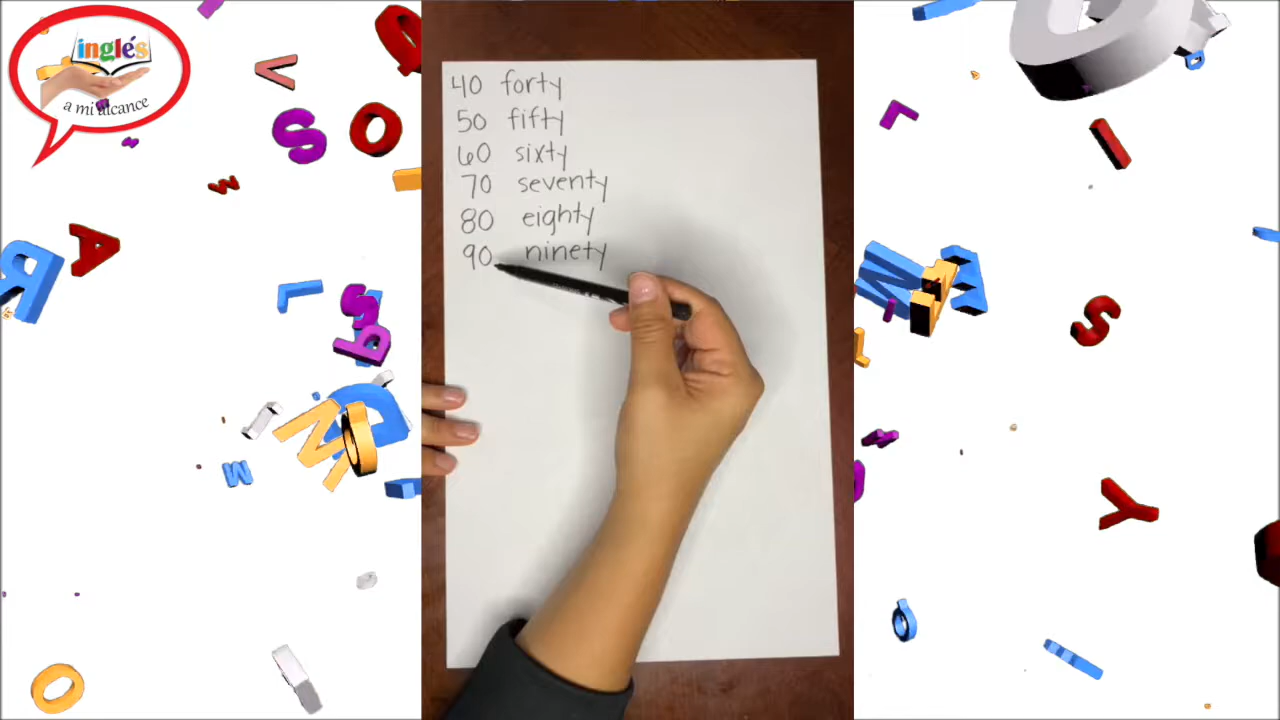 inglés
a mi alcance
40 forty
50 fifty
60 sixty
70 seventy
80 eighty
90 ninety